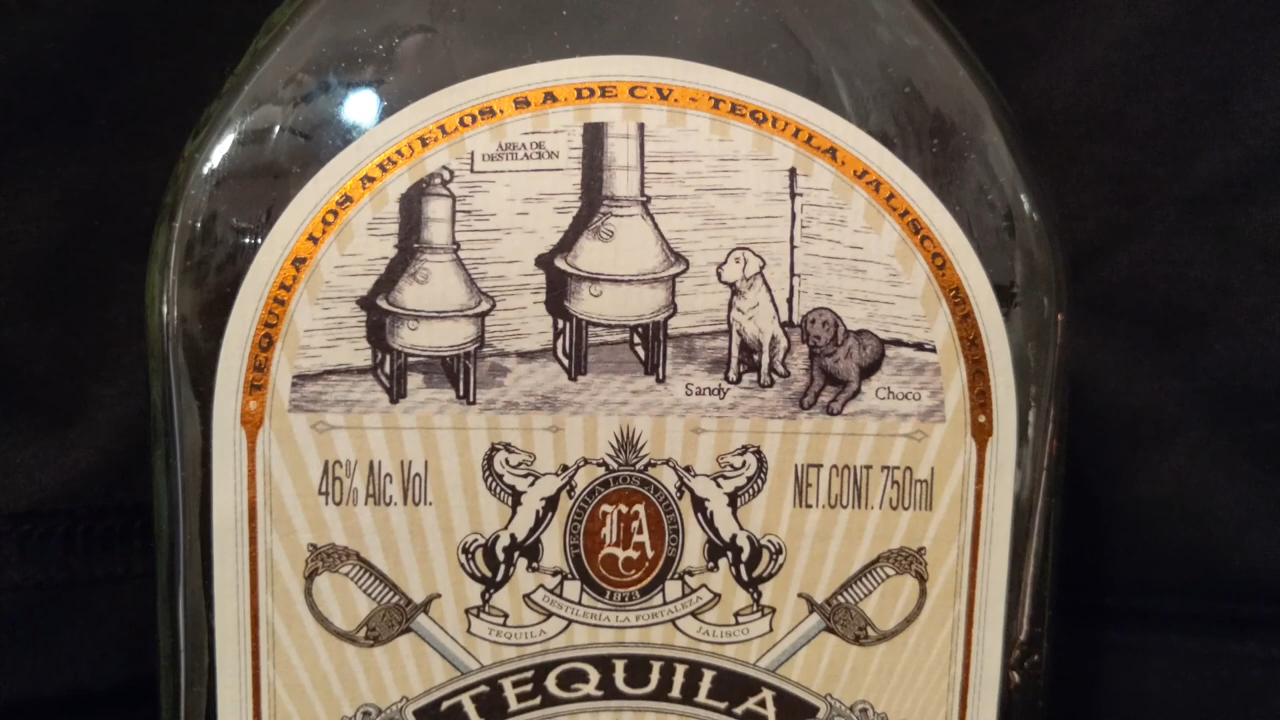 TEQUILA LOS ABUELOS, S.A. DE C.V. - TEQUILA, JALISCO, MEXICO
ÁREA DE
DESTILACIÓN
Sandy
Choco
46% Alc. Vol.
NET.CONT. 750ml
TEQUILA LOS ABUELOS
LA
1873
DESTILERÍA LA FORTALEZA
TEQUILA
JALISCO
TEQUILA